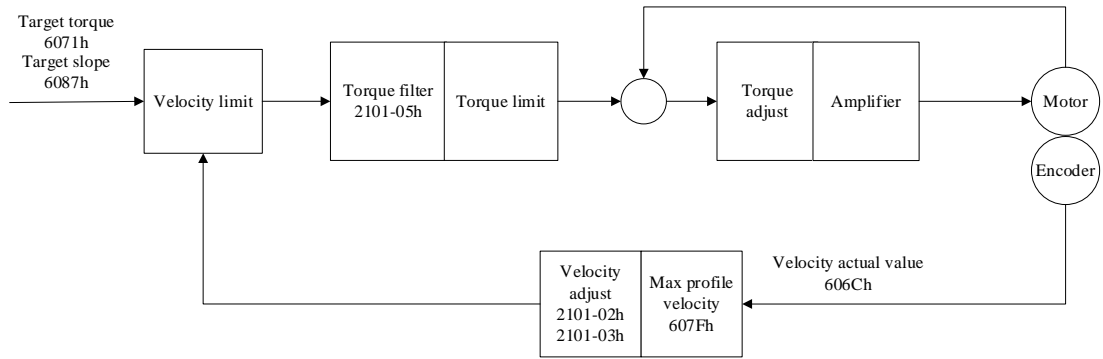 Target torque
6071h
Target slope
6087h
Velocity limit
Torque filter
2101-05h
Torque limit
Torque
adjust
Amplifier
Motor
Encoder
Velocity
adjust
2101-02h
2101-03h
Max profile
velocity
607Fh
Velocity actual value
606Ch